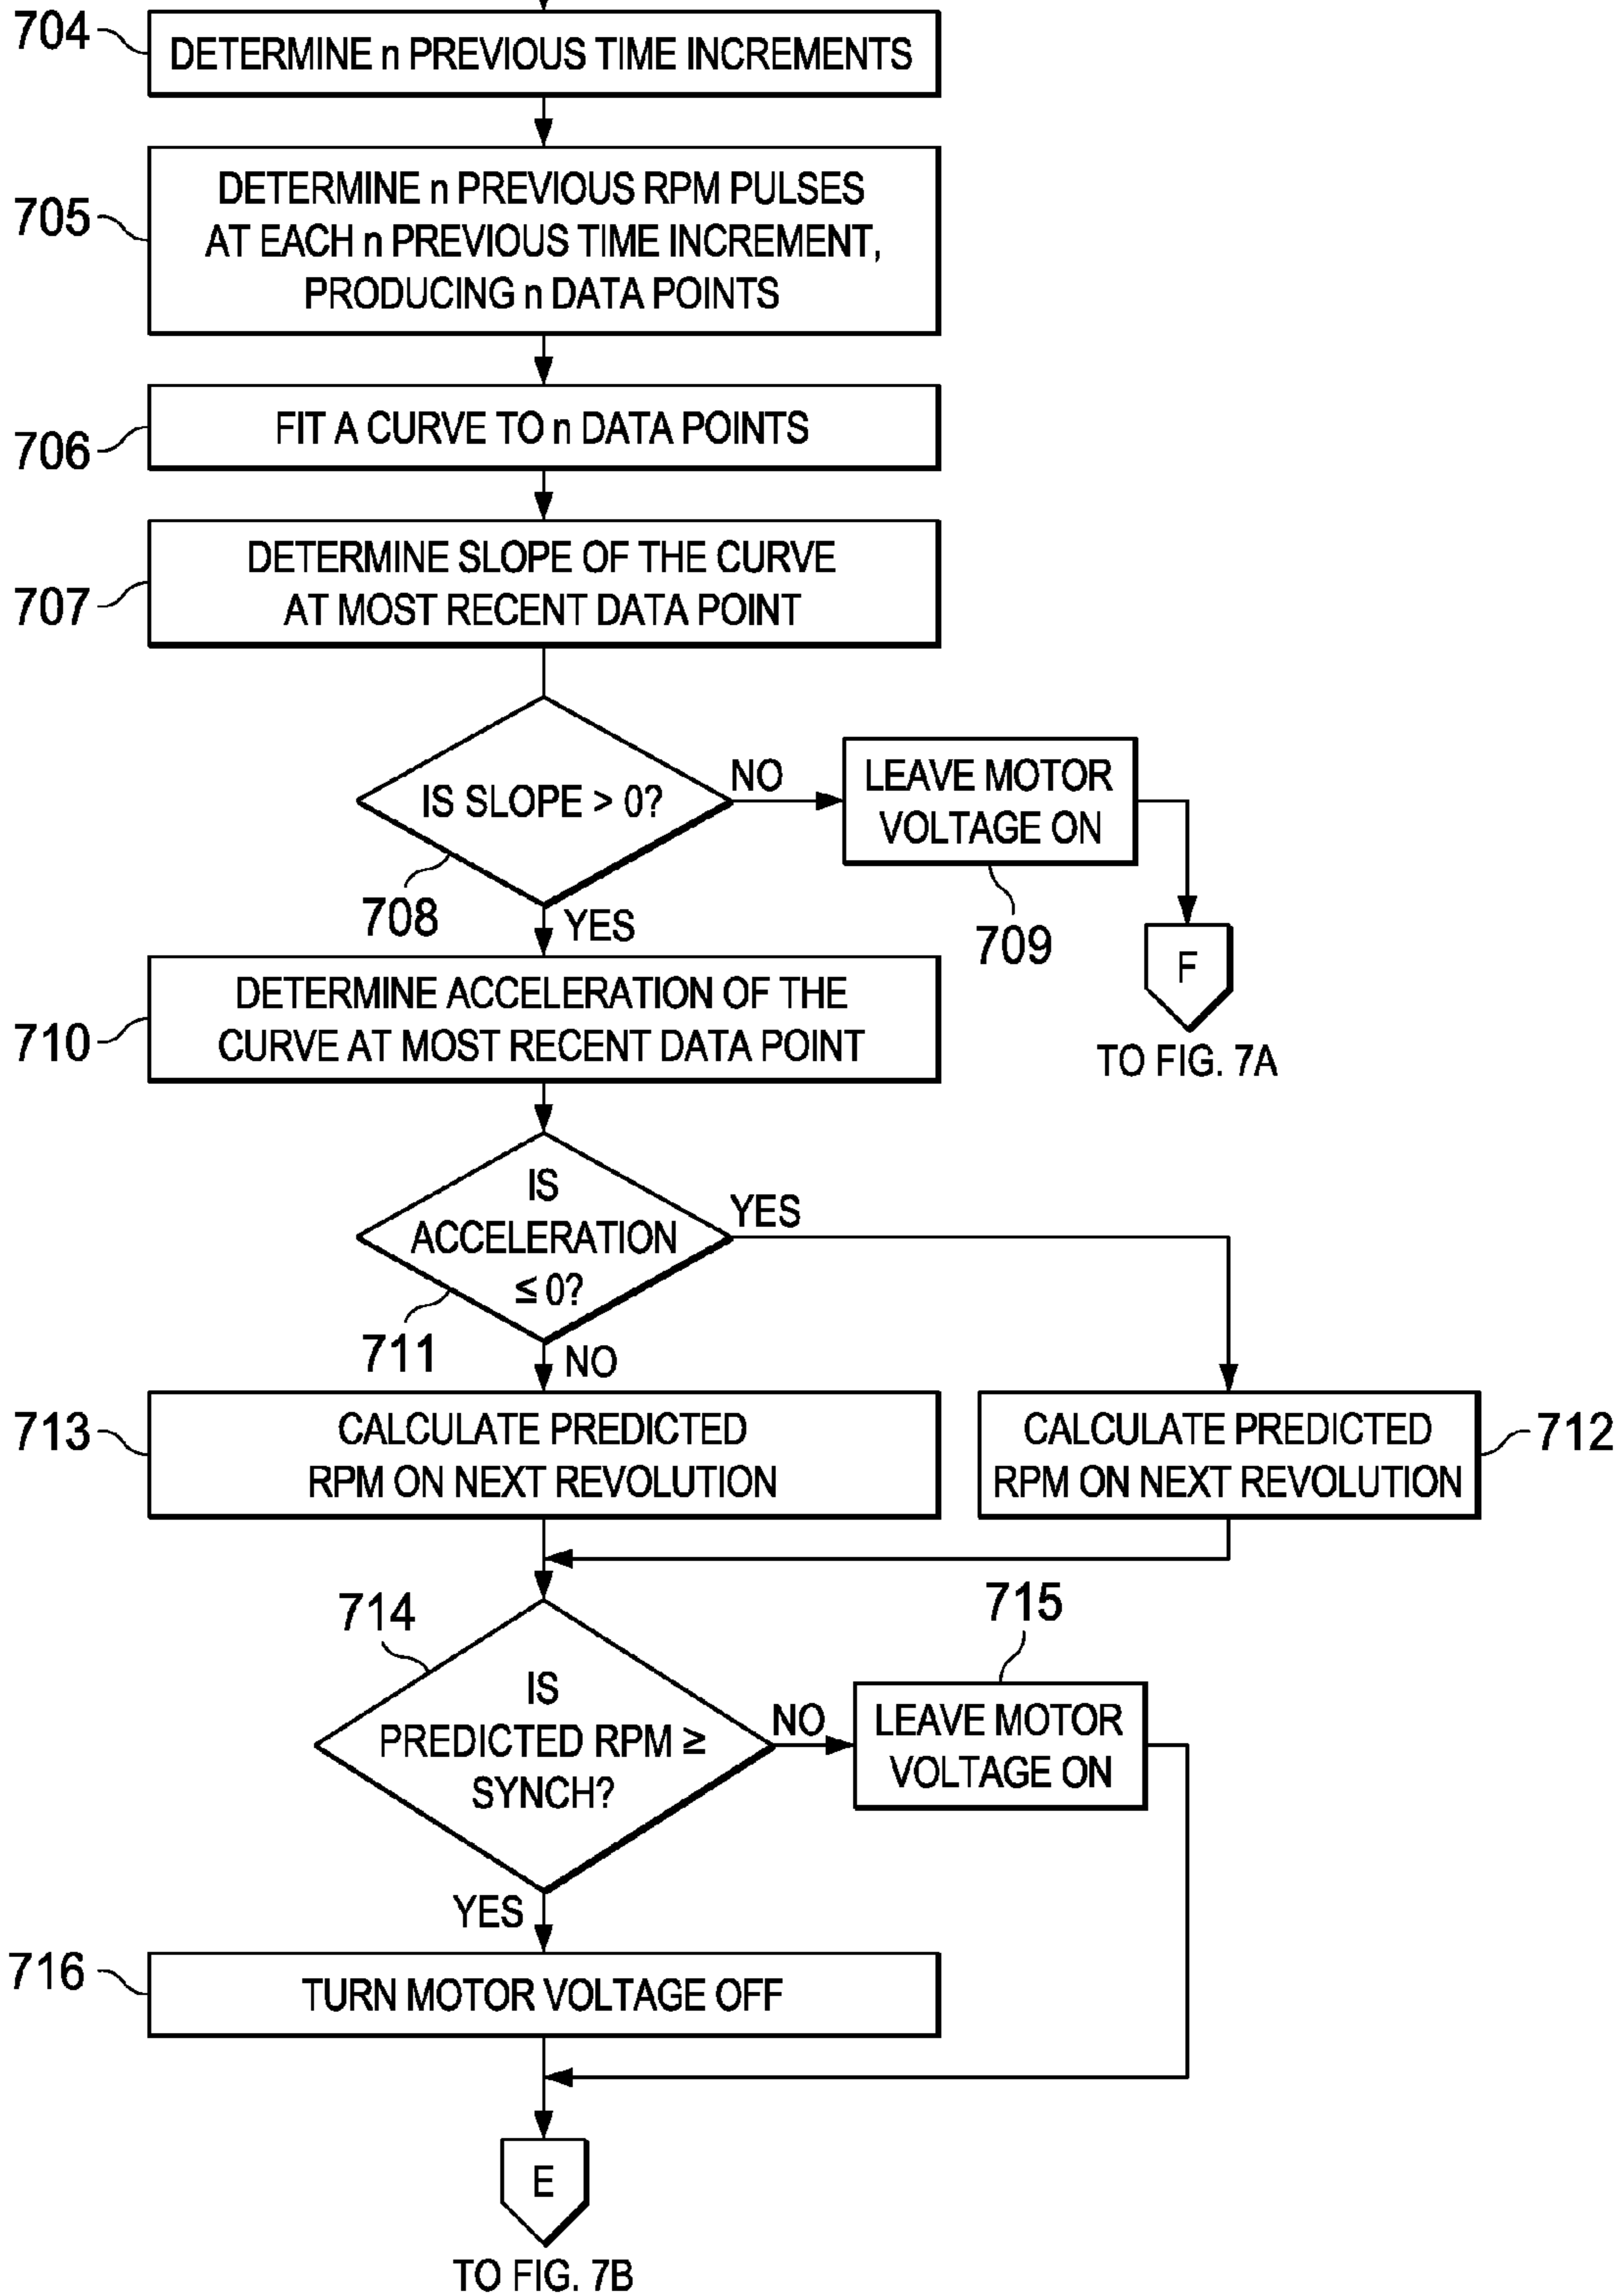 704
DETERMINE n PREVIOUS TIME INCREMENTS
705
DETERMINE n PREVIOUS RPM PULSES
AT EACH n PREVIOUS TIME INCREMENT,
PRODUCING n DATA POINTS
706
FIT A CURVE TO n DATA POINTS
707
DETERMINE SLOPE OF THE CURVE
AT MOST RECENT DATA POINT
IS SLOPE > 0?
708
NO
LEAVE MOTOR
VOLTAGE ON
709
F
TO FIG. 7A
YES
710
DETERMINE ACCELERATION OF THE
CURVE AT MOST RECENT DATA POINT
IS
ACCELERATION
≤ 0?
711
YES
NO
713
CALCULATE PREDICTED
RPM ON NEXT REVOLUTION
CALCULATE PREDICTED
RPM ON NEXT REVOLUTION
712
714
IS
PREDICTED RPM ≥
SYNCH?
NO
715
LEAVE MOTOR
VOLTAGE ON
YES
716
TURN MOTOR VOLTAGE OFF
E
TO FIG. 7B